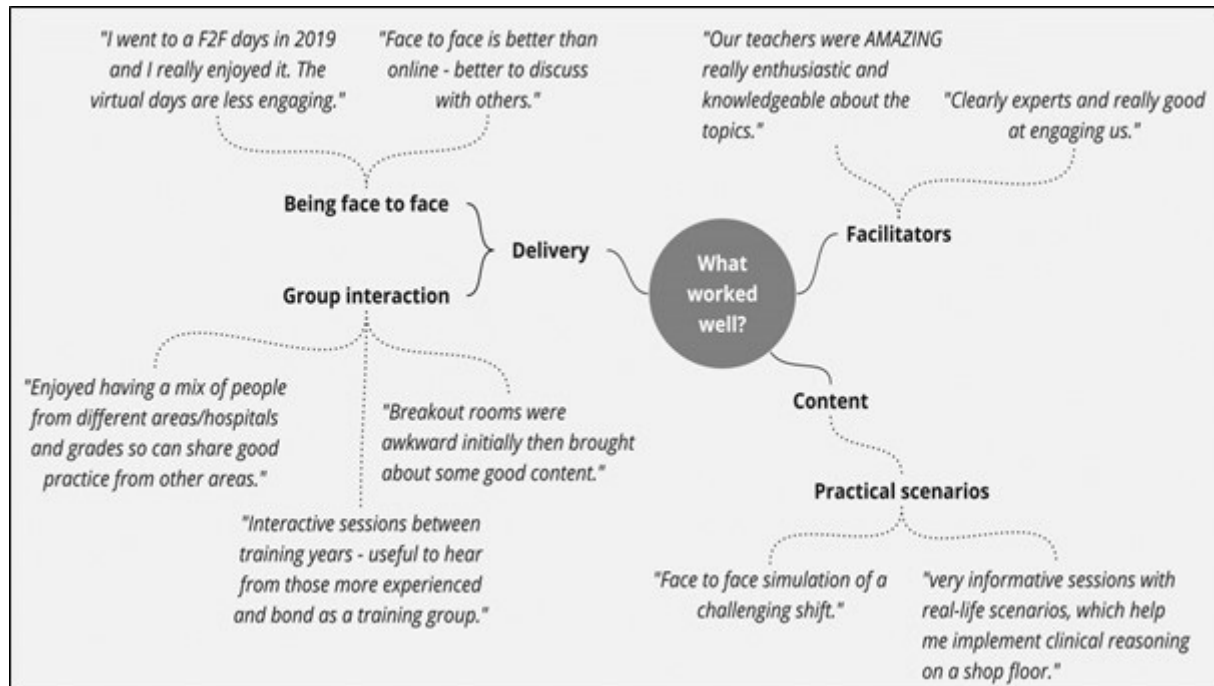 "I went to a F2F days in 2019
and I really enjoyed it. The
virtual days are less engaging."
"Face to face is better than
online - better to discuss
with others."
"Our teachers were AMAZING
really enthusiastic and
knowledgeable about the
topics."
"Clearly experts and really good
at engaging us."
Being face to face
Delivery
Group interaction
What
worked
well?
Facilitators
"Enjoyed having a mix of people
from different areas/hospitals
and grades so can share good
practice from other areas."
"Breakout rooms were
awkward initially then brought
about some good content."
"Interactive sessions between
training years - useful to hear
from those more experienced
and bond as a training group."
Content
Practical scenarios
"Face to face simulation of a
challenging shift."
"very informative sessions with
real-life scenarios, which help
me implement clinical reasoning
on a shop floor."